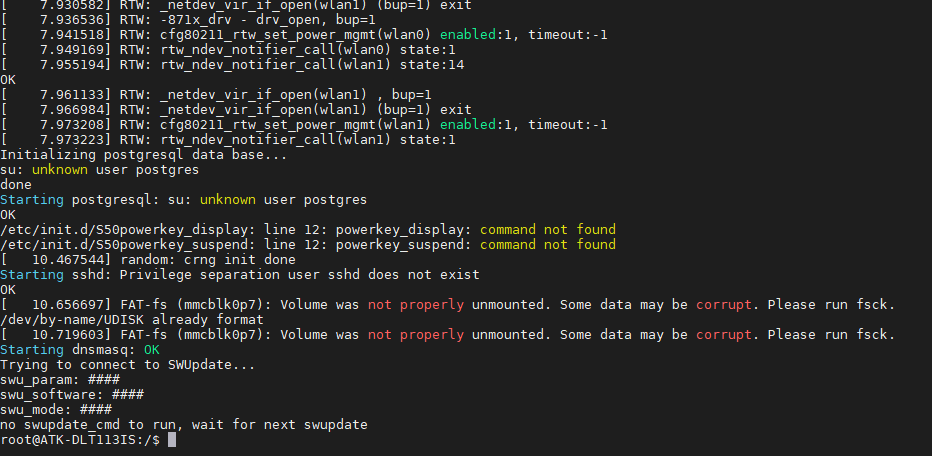 [    7.930582] RTW: _netdev_vir_if_open(wlan1) (bup=1) exit
[    7.936536] RTW: -871x_drv - drv_open, bup=1
[    7.941518] RTW: cfg80211_rtw_set_power_mgmt(wlan0) enabled:1, timeout:-1
[    7.949169] RTW: rtw_ndev_notifier_call(wlan0) state:1
[    7.955194] RTW: rtw_ndev_notifier_call(wlan1) state:14
OK
[    7.961133] RTW: _netdev_vir_if_open(wlan1) , bup=1
[    7.966984] RTW: _netdev_vir_if_open(wlan1) (bup=1) exit
[    7.973208] RTW: cfg80211_rtw_set_power_mgmt(wlan1) enabled:1, timeout:-1
[    7.973223] RTW: rtw_ndev_notifier_call(wlan1) state:1
Initializing postgresql data base...
su: unknown user postgres
done
Starting postgresql: su: unknown user postgres
OK
/etc/init.d/S50powerkey_display: line 12: powerkey_display: command not found
/etc/init.d/S50powerkey_suspend: line 12: powerkey_suspend: command not found
[   10.467544] random: crng init done
Starting sshd: Privilege separation user sshd does not exist
OK
[   10.656697] FAT-fs (mmcblk0p7): Volume was not properly unmounted. Some data may be corrupt. Please run fsck.
/dev/by-name/UDISK already format
[   10.719603] FAT-fs (mmcblk0p7): Volume was not properly unmounted. Some data may be corrupt. Please run fsck.
Starting dnsmasq: OK
Trying to connect to SWUpdate...
swu_param: ####
swu_software: ####
swu_mode: ####
no swupdate_cmd to run, wait for next swupdate
root@ATK-DLT113IS:/$